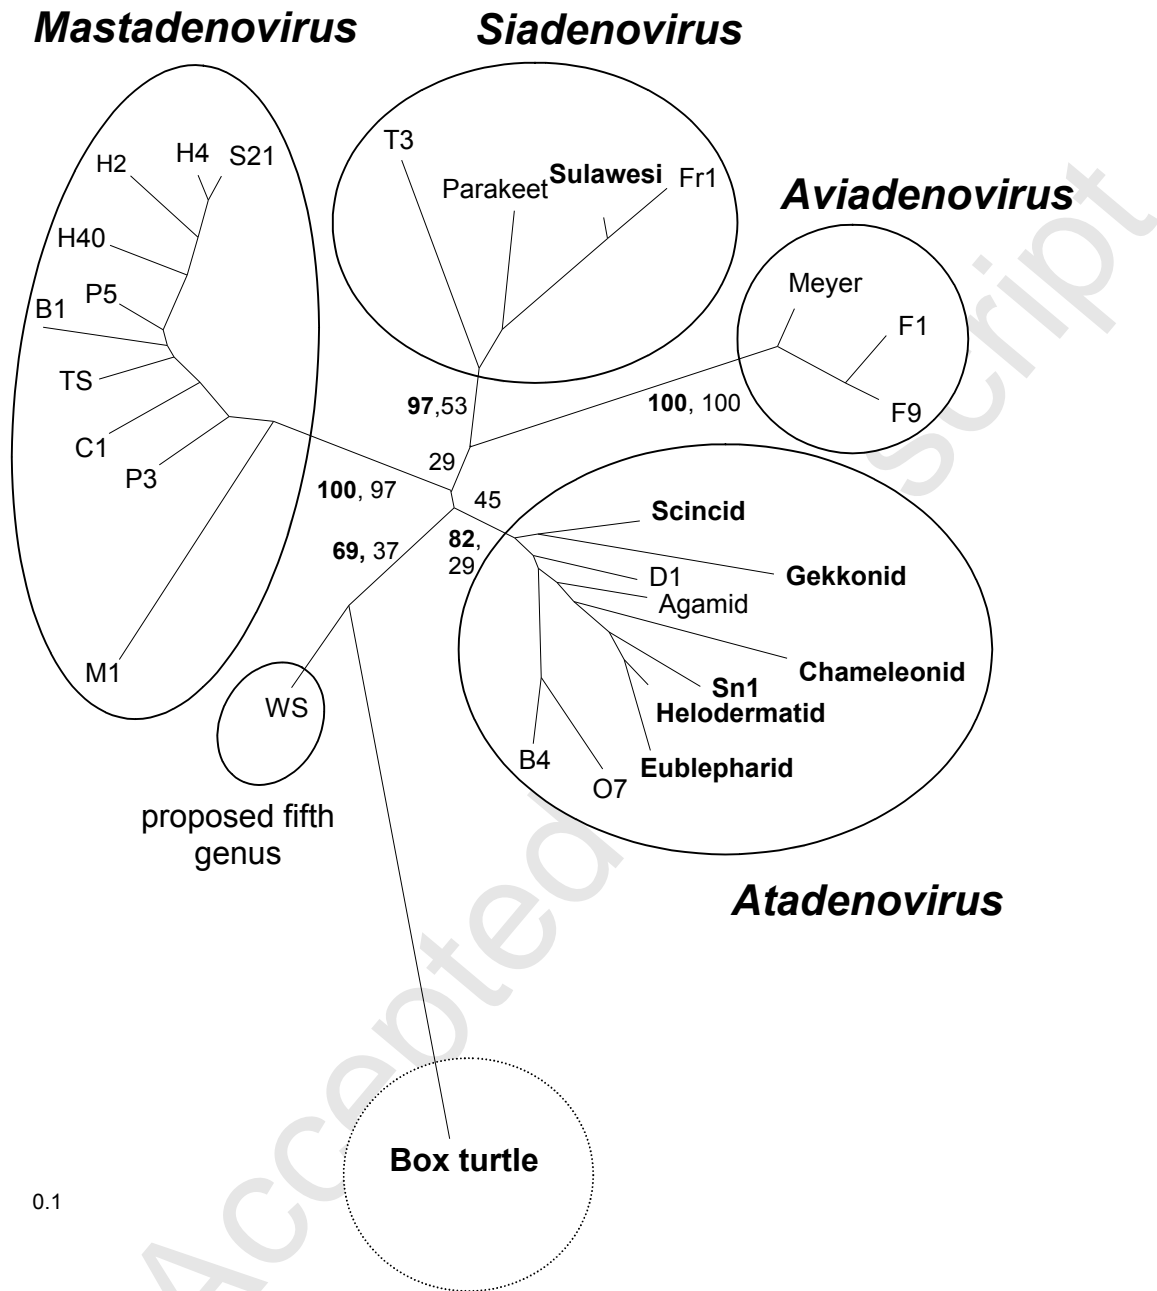 Mastadenovirus
Siadenovirus
T3
H4
S21
H2
Sulawesi
Fr1
Parakeet
Aviadenovirus
H40
Meyer
P5
B1
F1
TS
97,53
100, 100
F9
C1
29
P3
100, 97
45
Scincid
69, 37
82,
29
D1
Gekkonid
Agamid
M1
Chameleonid
Sn1
WS
Helodermatid
B4
Eublepharid
O7
proposed fifth
genus
Atadenovirus
Box turtle
0.1
Accepted
script